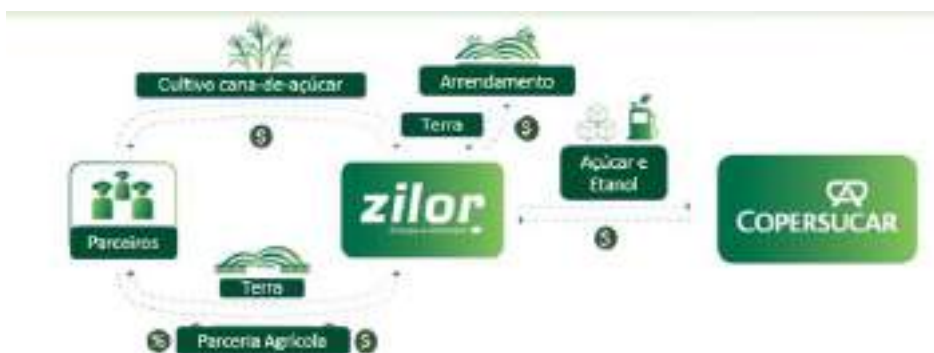 Cultivo cana-de-açúcar
Arrendamento
$
Terra
$
Açúcar e
Etanol
Parceiros
zilor
COPERSUCAR
$
Terra
%
Parceria Agrícola
$